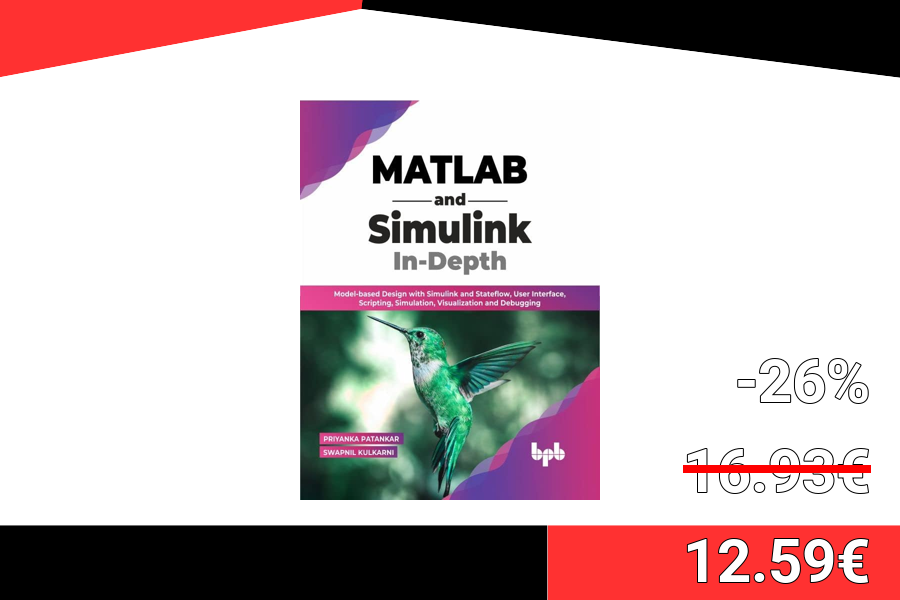 MATLAB
and
Simulink
In-Depth
Model-based Design with Simulink and Stateflow, User Interface,
Scripting, Simulation, Visualization and Debugging
PRIYANKA PATANKAR
SWAPNIL KULKARNI
bpb
-26%
16.93€
12.59€